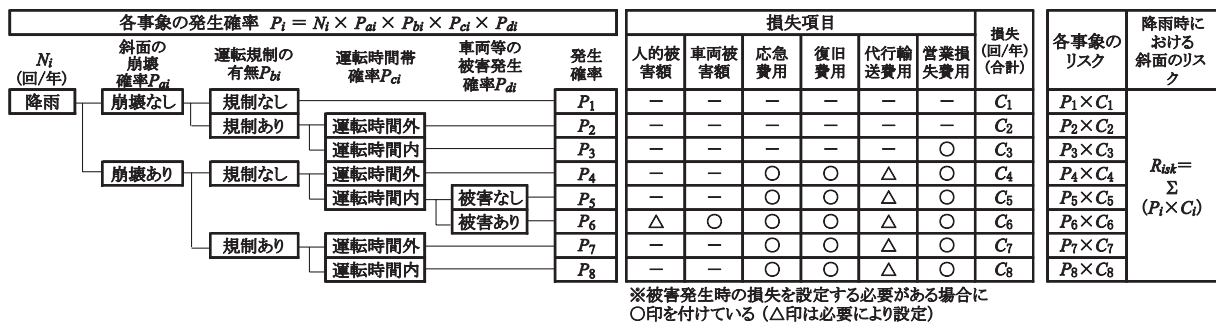 各事象の発生確率 Pi = Ni × Pai × Pbi × Pci × Pdi
Ni
(回/年)
斜面の
崩壊
確率Pai
運転規制の
有無Pbi
運転時間帯
確率Pci
車両等の
被害発生
確率Pdi
発生
確率
損失項目
人的被
害額
車両被
害額
応急
費用
復旧
費用
代行輸
送費用
営業損
失費用
損失
(回/年)
(合計)
各事象の
リスク
降雨時に
おける
斜面のリス
ク
降雨 崩壊なし 規制なし P1 − − − − − − C1 P1×C1
規制あり 運転時間外 P2 − − − − − − C2 P2×C2
運転時間内 P3 − − − − − ○ C3 P3×C3
崩壊あり 規制なし 運転時間外 P4 − − ○ ○ △ ○ C4 P4×C4
運転時間内 被害なし P5 − − ○ ○ △ ○ C5 P5×C5
被害あり P6 △ ○ ○ ○ △ ○ C6 P6×C6
規制あり 運転時間外 P7 − − ○ ○ △ ○ C7 P7×C7
運転時間内 P8 − − ○ ○ △ ○ C8 P8×C8
Risk=
Σ
(Pi×Ci)
※被害発生時の損失を設定する必要がある場合に
○印を付けている（△印は必要により設定）